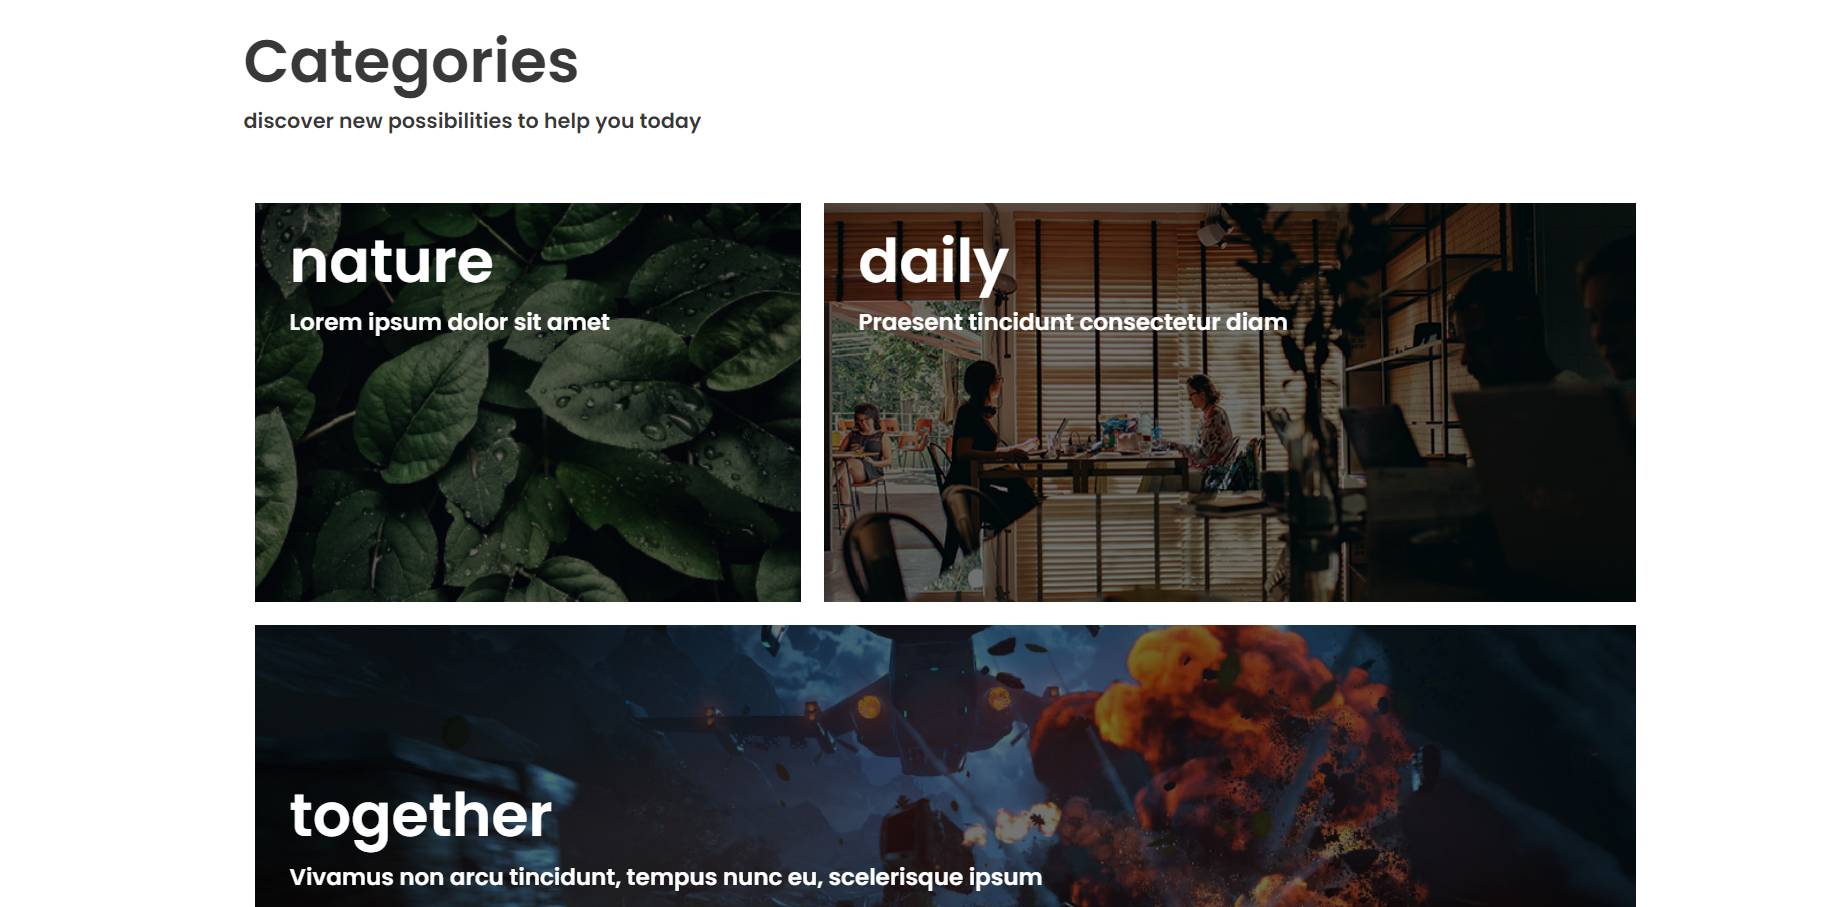 Categories
discover new possibilities to help you today
nature
Lorem ipsum dolor sit amet
daily
Praesent tincidunt consectetur diam
together
Vivamus non arcu tincidunt, tempus nunc eu, scelerisque ipsum